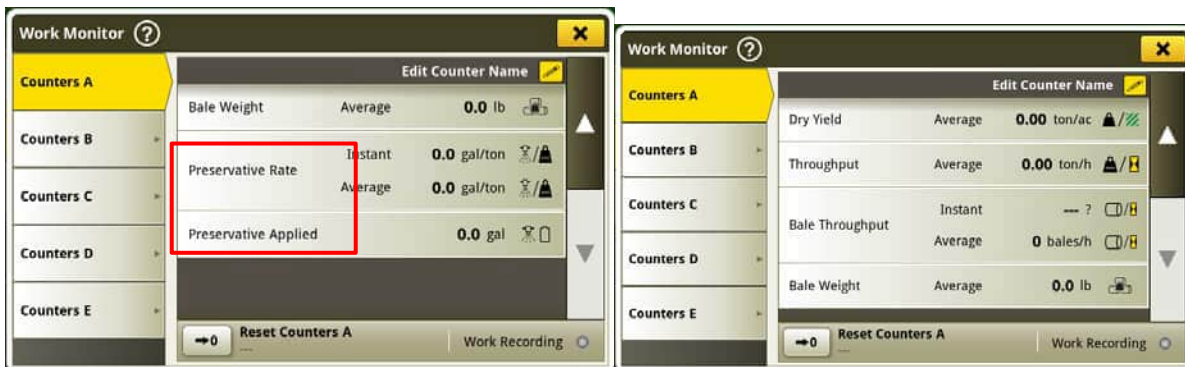 Work Monitor ?
Counters A
Counters B
Counters C
Counters D
Counters E
Edit Counter Name
Bale Weight Average 0.0 lb
Preservative Rate
Instant 0.0 gal/ton
Average 0.0 gal/ton
Preservative Applied 0.0 gal
→0 Reset Counters A
---
Work Recording
Work Monitor ?
Counters A
Counters B
Counters C
Counters D
Counters E
Edit Counter Name
Dry Yield Average 0.00 ton/ac
Throughput Average 0.00 ton/h
Bale Throughput
Instant --- ?
Average 0 bales/h
Bale Weight Average 0.0 lb
→0 Reset Counters A
---
Work Recording